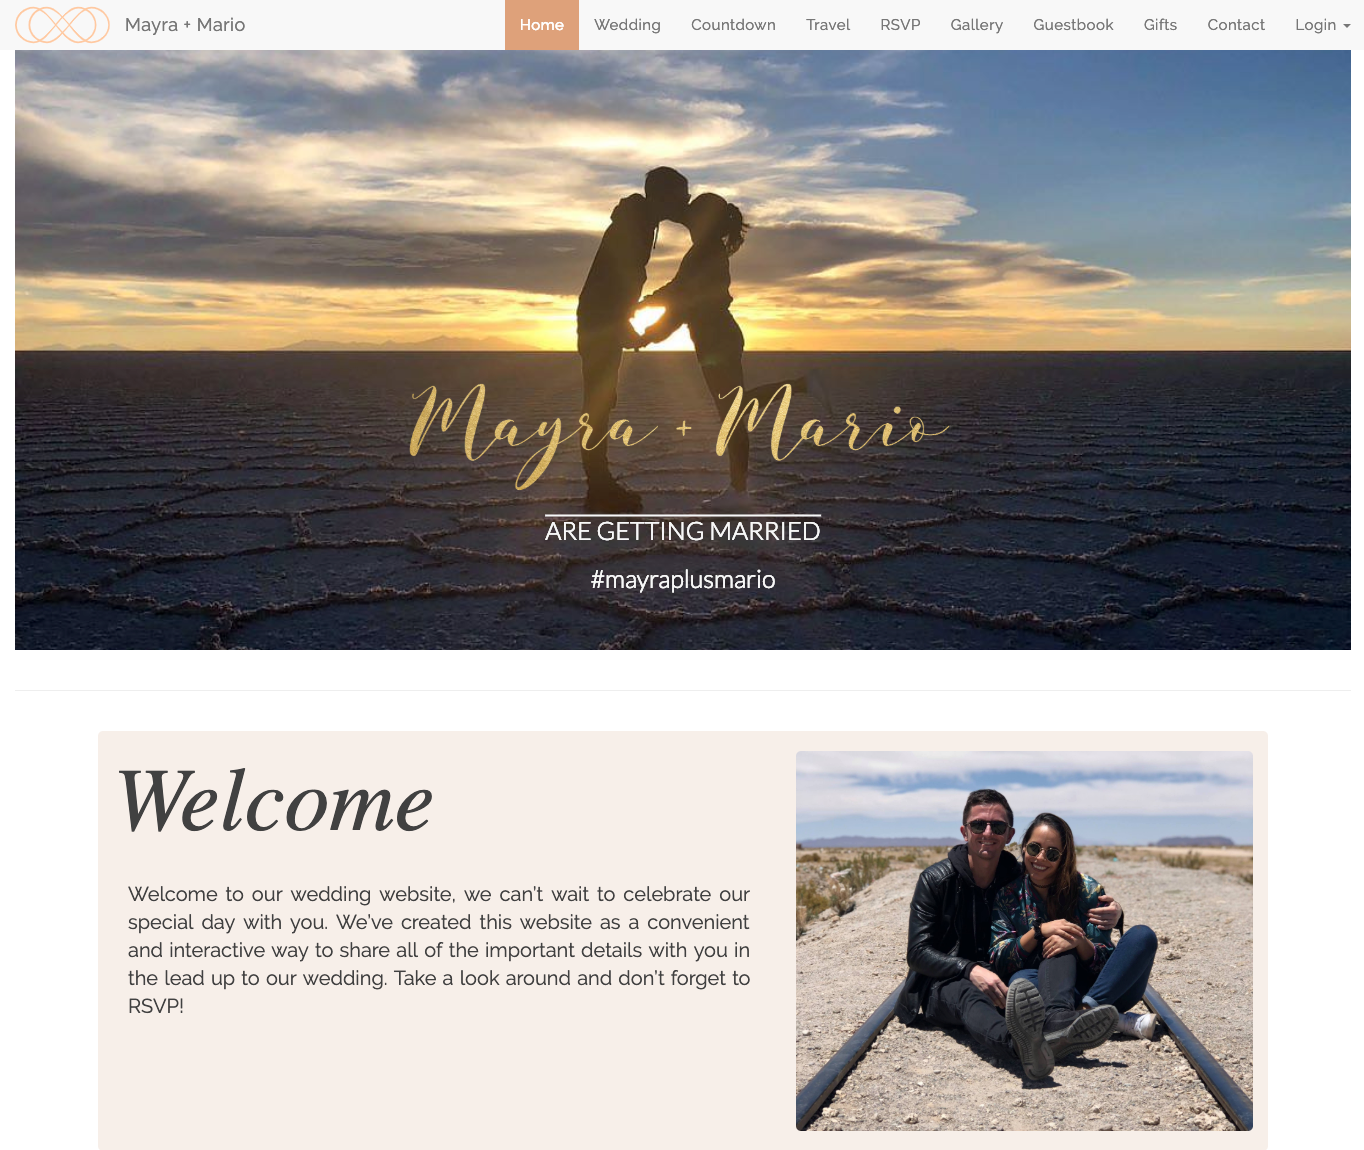 Mayra + Mario
Home Wedding Countdown Travel RSVP Gallery Guestbook Gifts Contact Login
Mayra + Mario
ARE GETTING MARRIED
#mayraplusmario
Welcome
Welcome to our wedding website, we can't wait to celebrate our
special day with you. We've created this website as a convenient
and interactive way to share all of the important details with you in
the lead up to our wedding. Take a look around and don't forget to
RSVP!